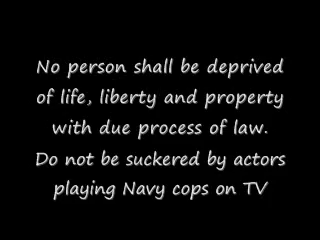 No person shall be deprived
of life, liberty and property
with due process of law.
Do not be suckered by actors
playing Navy cops on TV